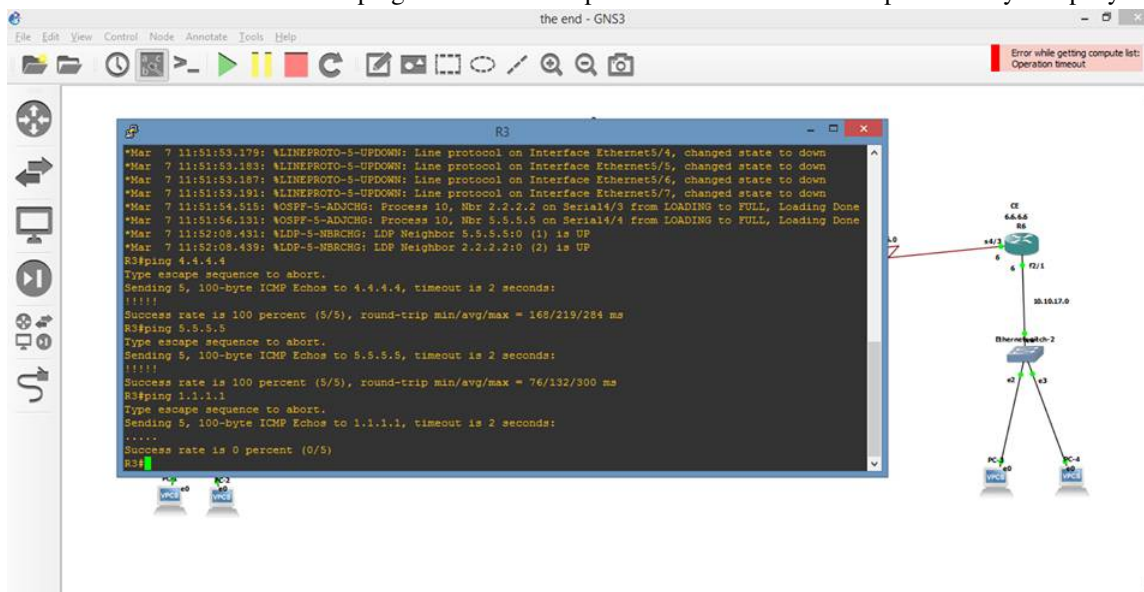 the end - GNS3
File Edit View Control Node Annotate Tools Help
Error while getting compute list:
Operation timeout
R3
*Mar 7 11:51:53.179: %LINEPROTO-5-UPDOWN: Line protocol on Interface Ethernet5/4, changed state to down
*Mar 7 11:51:53.183: %LINEPROTO-5-UPDOWN: Line protocol on Interface Ethernet5/5, changed state to down
*Mar 7 11:51:53.187: %LINEPROTO-5-UPDOWN: Line protocol on Interface Ethernet5/6, changed state to down
*Mar 7 11:51:53.191: %LINEPROTO-5-UPDOWN: Line protocol on Interface Ethernet5/7, changed state to down
*Mar 7 11:51:54.515: %OSPF-5-ADJCHG: Process 10, Nbr 2.2.2.2 on Serial4/3 from LOADING to FULL, Loading Done
*Mar 7 11:51:56.131: %OSPF-5-ADJCHG: Process 10, Nbr 5.5.5.5 on Serial4/4 from LOADING to FULL, Loading Done
*Mar 7 11:52:08.431: %LDP-5-NBRCHG: LDP Neighbor 5.5.5.5:0 (1) is UP
*Mar 7 11:52:08.439: %LDP-5-NBRCHG: LDP Neighbor 2.2.2.2:0 (2) is UP
R3#ping 4.4.4.4
Type escape sequence to abort.
Sending 5, 100-byte ICMP Echos to 4.4.4.4, timeout is 2 seconds:
!!!!!
Success rate is 100 percent (5/5), round-trip min/avg/max = 168/219/284 ms
R3#ping 5.5.5.5
Type escape sequence to abort.
Sending 5, 100-byte ICMP Echos to 5.5.5.5, timeout is 2 seconds:
!!!!!
Success rate is 100 percent (5/5), round-trip min/avg/max = 76/132/300 ms
R3#ping 1.1.1.1
Type escape sequence to abort.
Sending 5, 100-byte ICMP Echos to 1.1.1.1, timeout is 2 seconds:
.....
Success rate is 0 percent (0/5)
R3#
CE
6.6.6.6
R6
s4/3
6
6
f2/1
10.10.17.0
e2
e3
PC-4
e0
e0
VPCS
VPCS
PC-2
e0
e0
VPCS
VPCS